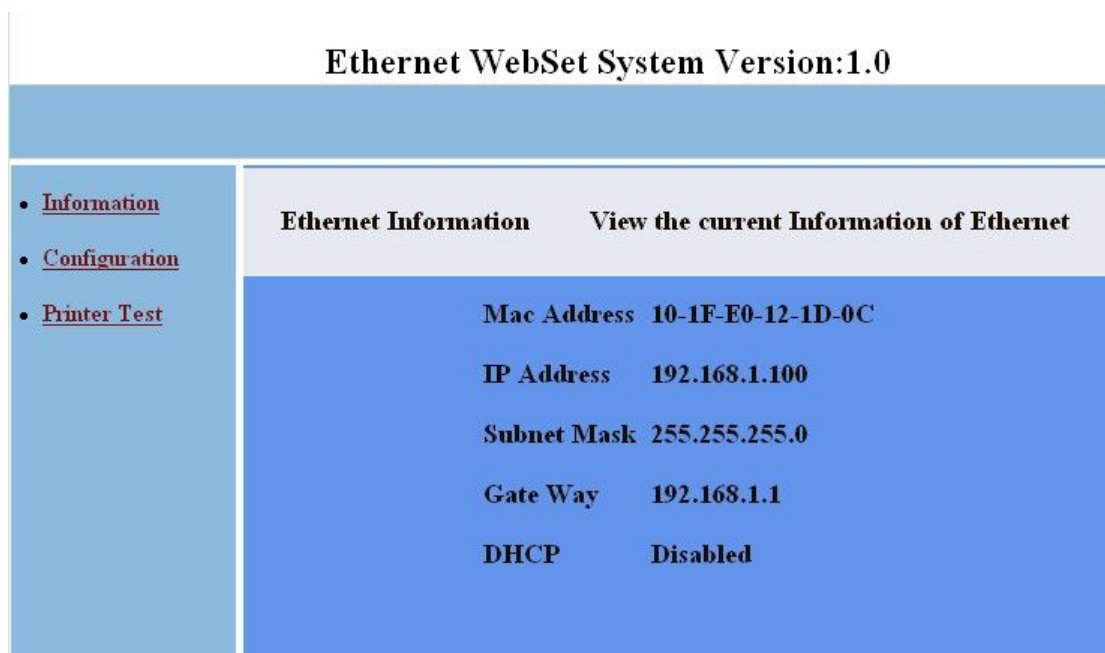 Ethernet WebSet System Version:1.0
Information
Configuration
Printer Test
Ethernet Information View the current Information of Ethernet
Mac Address 10-1F-E0-12-1D-0C
IP Address 192.168.1.100
Subnet Mask 255.255.255.0
Gate Way 192.168.1.1
DHCP Disabled